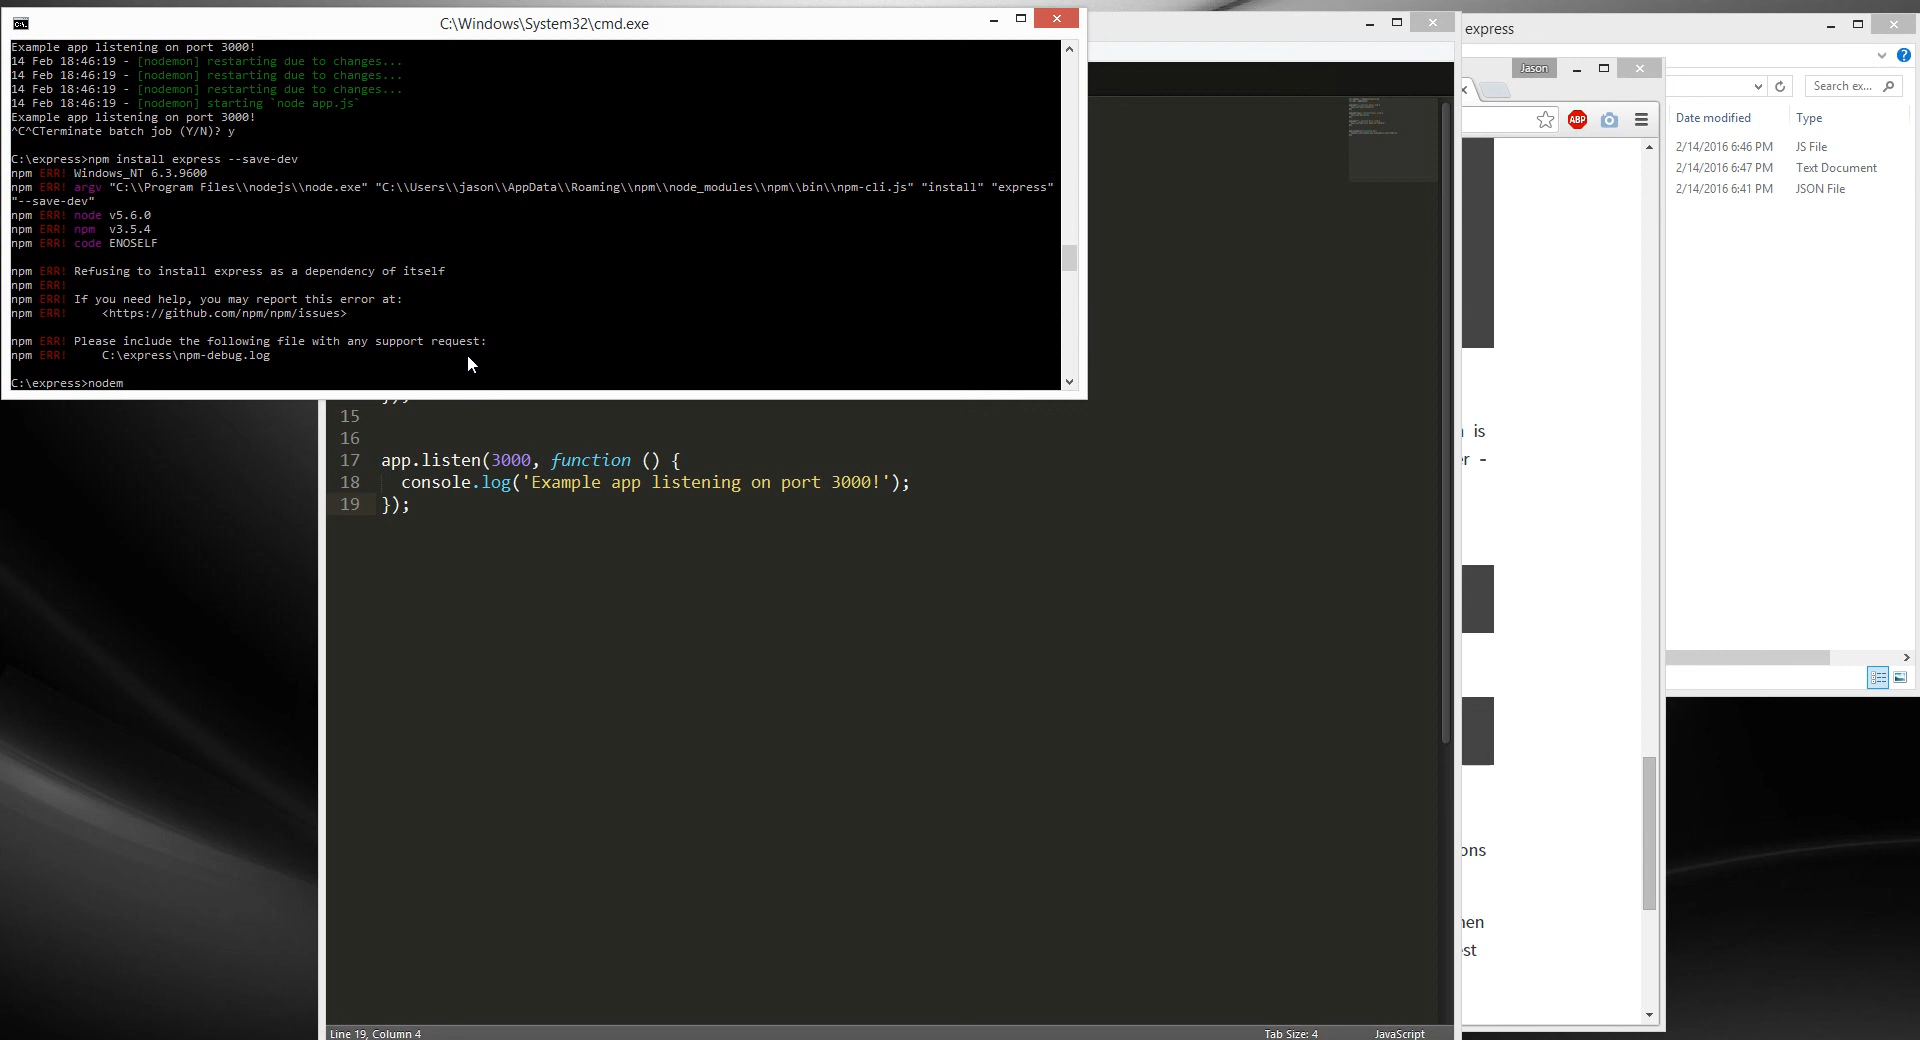 C:\Windows\System32\cmd.exe
Example app listening on port 3000!
14 Feb 18:46:19 - [nodemon] restarting due to changes...
14 Feb 18:46:19 - [nodemon] restarting due to changes...
14 Feb 18:46:19 - [nodemon] restarting due to changes...
14 Feb 18:46:19 - [nodemon] starting `node app.js`
Example app listening on port 3000!
^C^CTerminate batch job (Y/N)? y
C:\express>npm install express --save-dev
npm ERR! Windows_NT 6.3.9600
npm ERR! argv "C:\\Program Files\\nodejs\\node.exe" "C:\\Users\\jason\\AppData\\Roaming\\npm\\node_modules\\npm\\bin\\npm-cli.js" "install" "express"
"--save-dev"
npm ERR! node v5.6.0
npm ERR! npm  v3.5.4
npm ERR! code ENOSELF
npm ERR! Refusing to install express as a dependency of itself
npm ERR!
npm ERR! If you need help, you may report this error at:
npm ERR!     <https://github.com/npm/npm/issues>
npm ERR! Please include the following file with any support request:
npm ERR!     C:\express\npm-debug.log
C:\express>nodem
15
16
17 app.listen(3000, function () {
18   console.log('Example app listening on port 3000!');
19 });
Line 19, Column 4
Tab Size: 4
JavaScript
Jason
ABP
is
r -
ons
hen
st
express
Search ex...
Date modified Type
2/14/2016 6:46 PM JS File
2/14/2016 6:47 PM Text Document
2/14/2016 6:41 PM JSON File